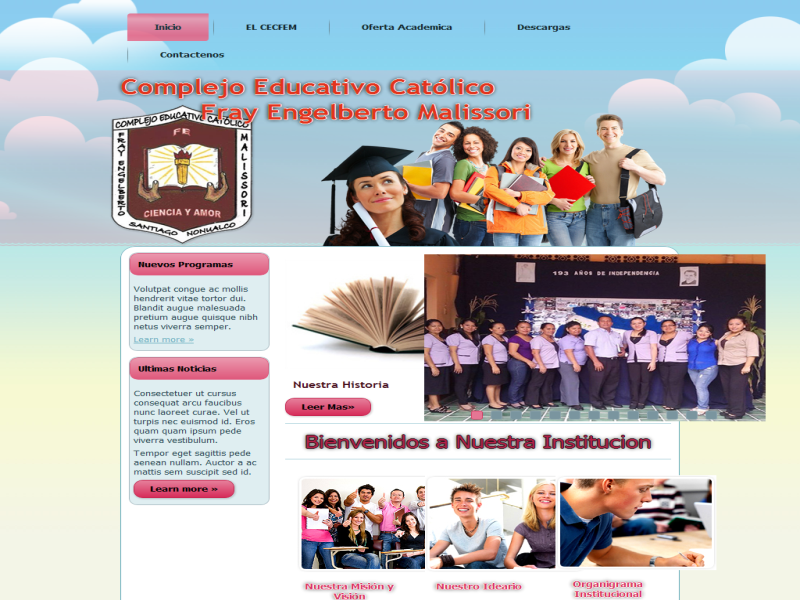 Inicio
EL CECFEM
Oferta Academica
Descargas
Contactenos
Complejo Educativo Católico
Fray Engelberto Malissori
COMPLEJO EDUCATIVO CATOLICO
FRAY ENGELBERTO
MALISSORI
FE
CIENCIA Y AMOR
SANTIAGO NONUALCO
Nuevos Programas
Volutpat congue ac mollis
hendrerit vitae tortor dui.
Blandit augue malesuada
pretium augue quisque nibh
netus viverra semper.
Learn more »
Ultimas Noticias
Consectetuer ut cursus
consequat arcu faucibus
nunc laoreet curae. Vel ut
turpis nec euismod id. Eros
quam quam ipsum pede
viverra vestibulum.
Tempor eget sagittis pede
aenean nullam. Auctor a ac
mattis sem suscipit sed id.
Learn more »
Nuestra Historia
Leer Mas»
193 AÑOS DE INDEPENDENCIA
Bienvenidos a Nuestra Institucion
Nuestra Misión y
Visión
Nuestro Ideario
Organigrama
Institucional